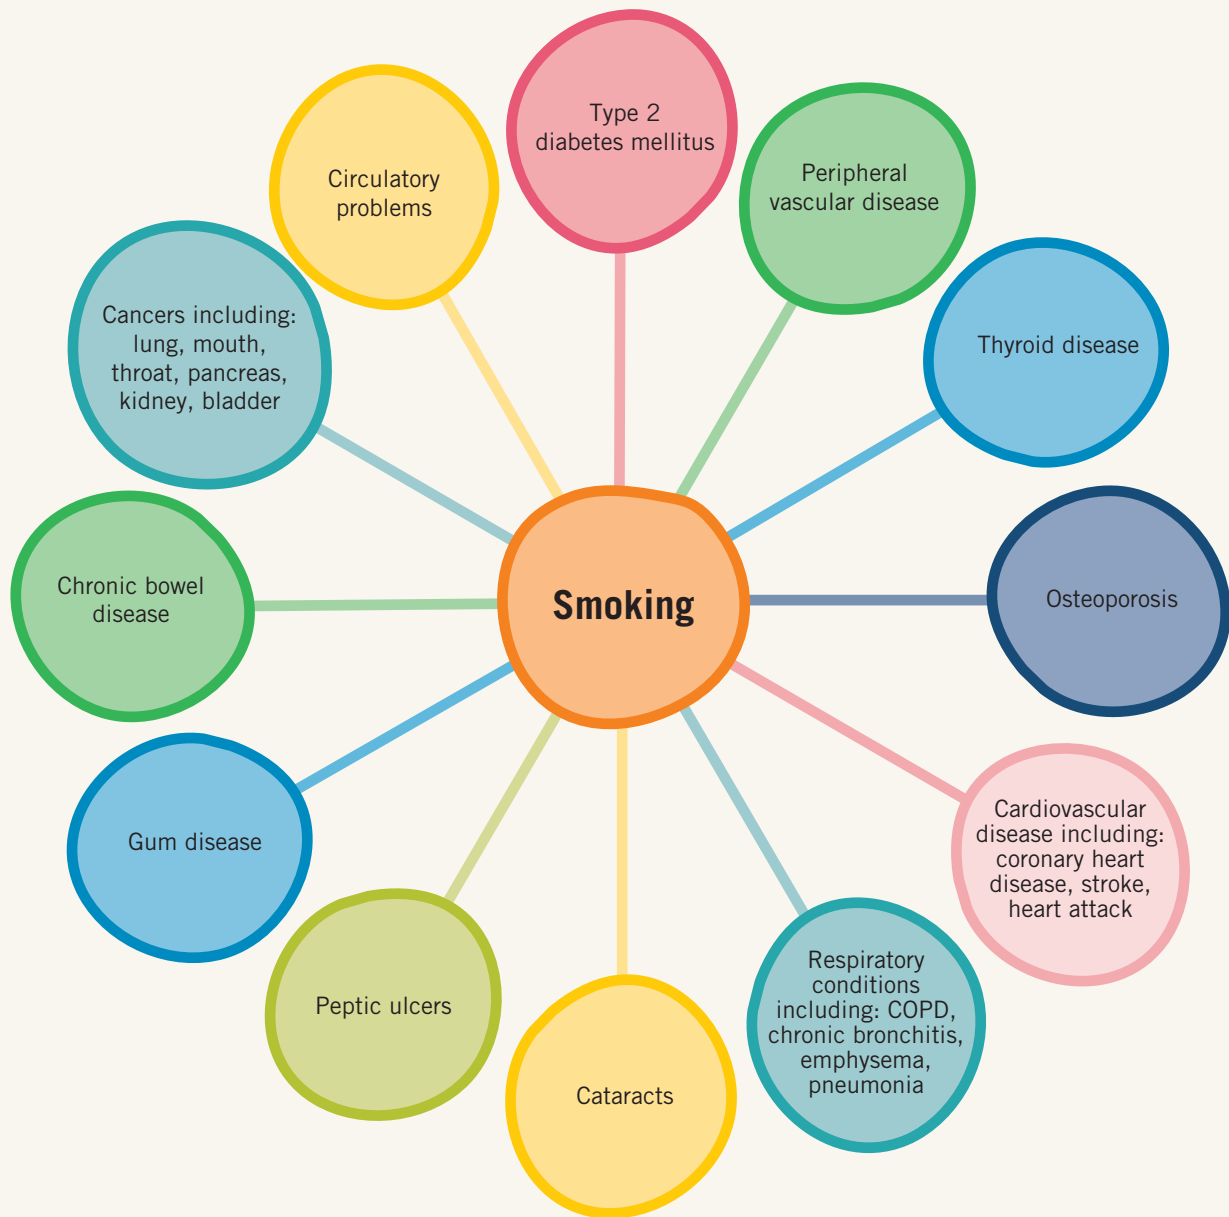 Type 2
diabetes mellitus
Peripheral
vascular disease
Thyroid disease
Osteoporosis
Cardiovascular
disease including:
coronary heart
disease, stroke,
heart attack
Respiratory
conditions
including: COPD,
chronic bronchitis,
emphysema,
pneumonia
Cataracts
Peptic ulcers
Gum disease
Chronic bowel
disease
Cancers including:
lung, mouth,
throat, pancreas,
kidney, bladder
Circulatory
problems
Smoking